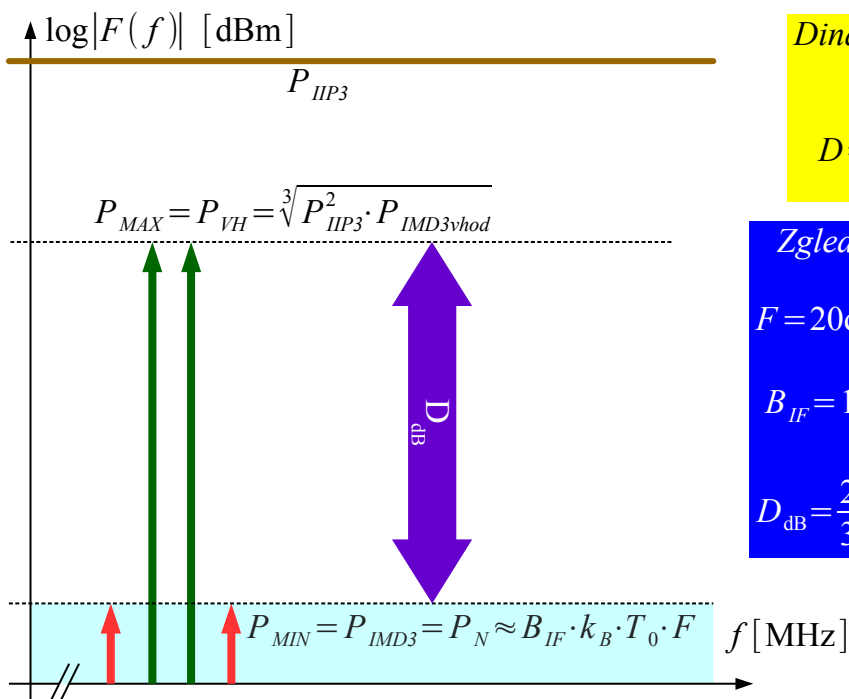 log|F(f)| [dBm]
P_IIP3
P_MAX = P_VH = ∛(P²_IIP3 · P_IMD3vhod)
D_dB
P_MIN = P_IMD3 = P_N ≈ B_IF · k_B · T_0 · F
f [MHz]
D
Zgled
F = 20
B_IF = 1
D_dB = 2/3